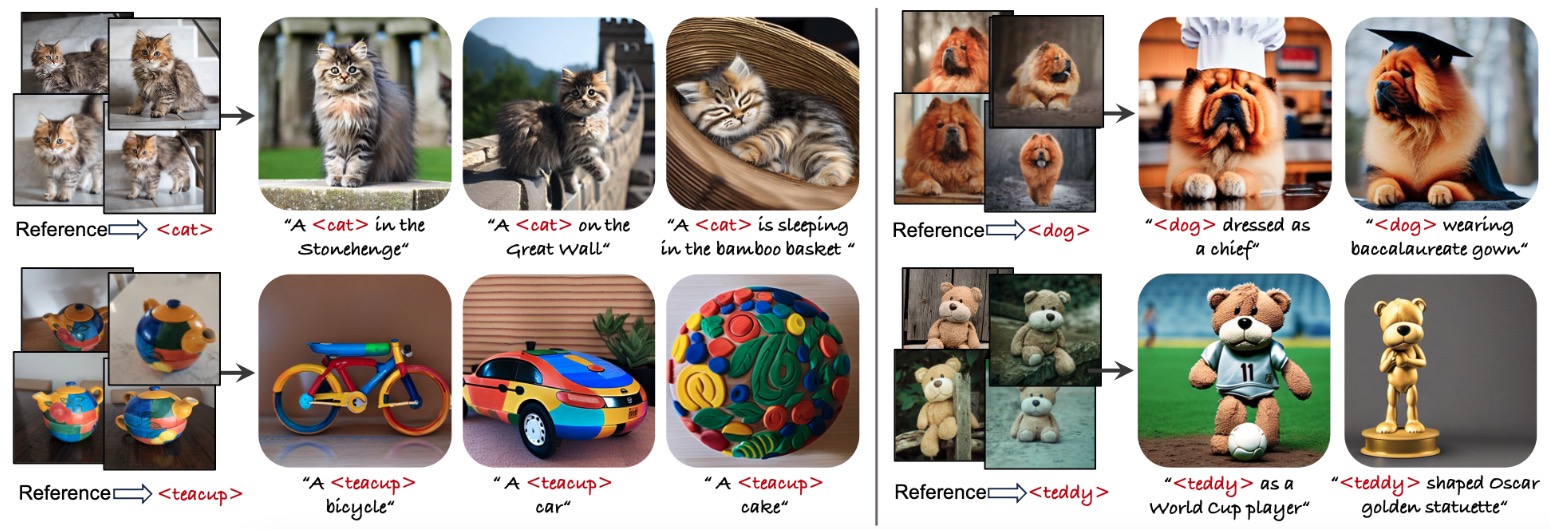 Reference <cat>
“A <cat> in the
Stonehenge“
“A <cat> on the
Great Wall“
“A <cat> is sleeping
in the bamboo basket “
Reference <dog>
“<dog> dressed as
a chief“
“<dog> wearing
baccalaureate gown“
Reference <teacup>
“A <teacup>
bicycle“
“ A <teacup>
car“
“ A <teacup>
cake“
Reference <teddy>
11
“<teddy> as a
World Cup player“
“<teddy> shaped Oscar
golden statuette“